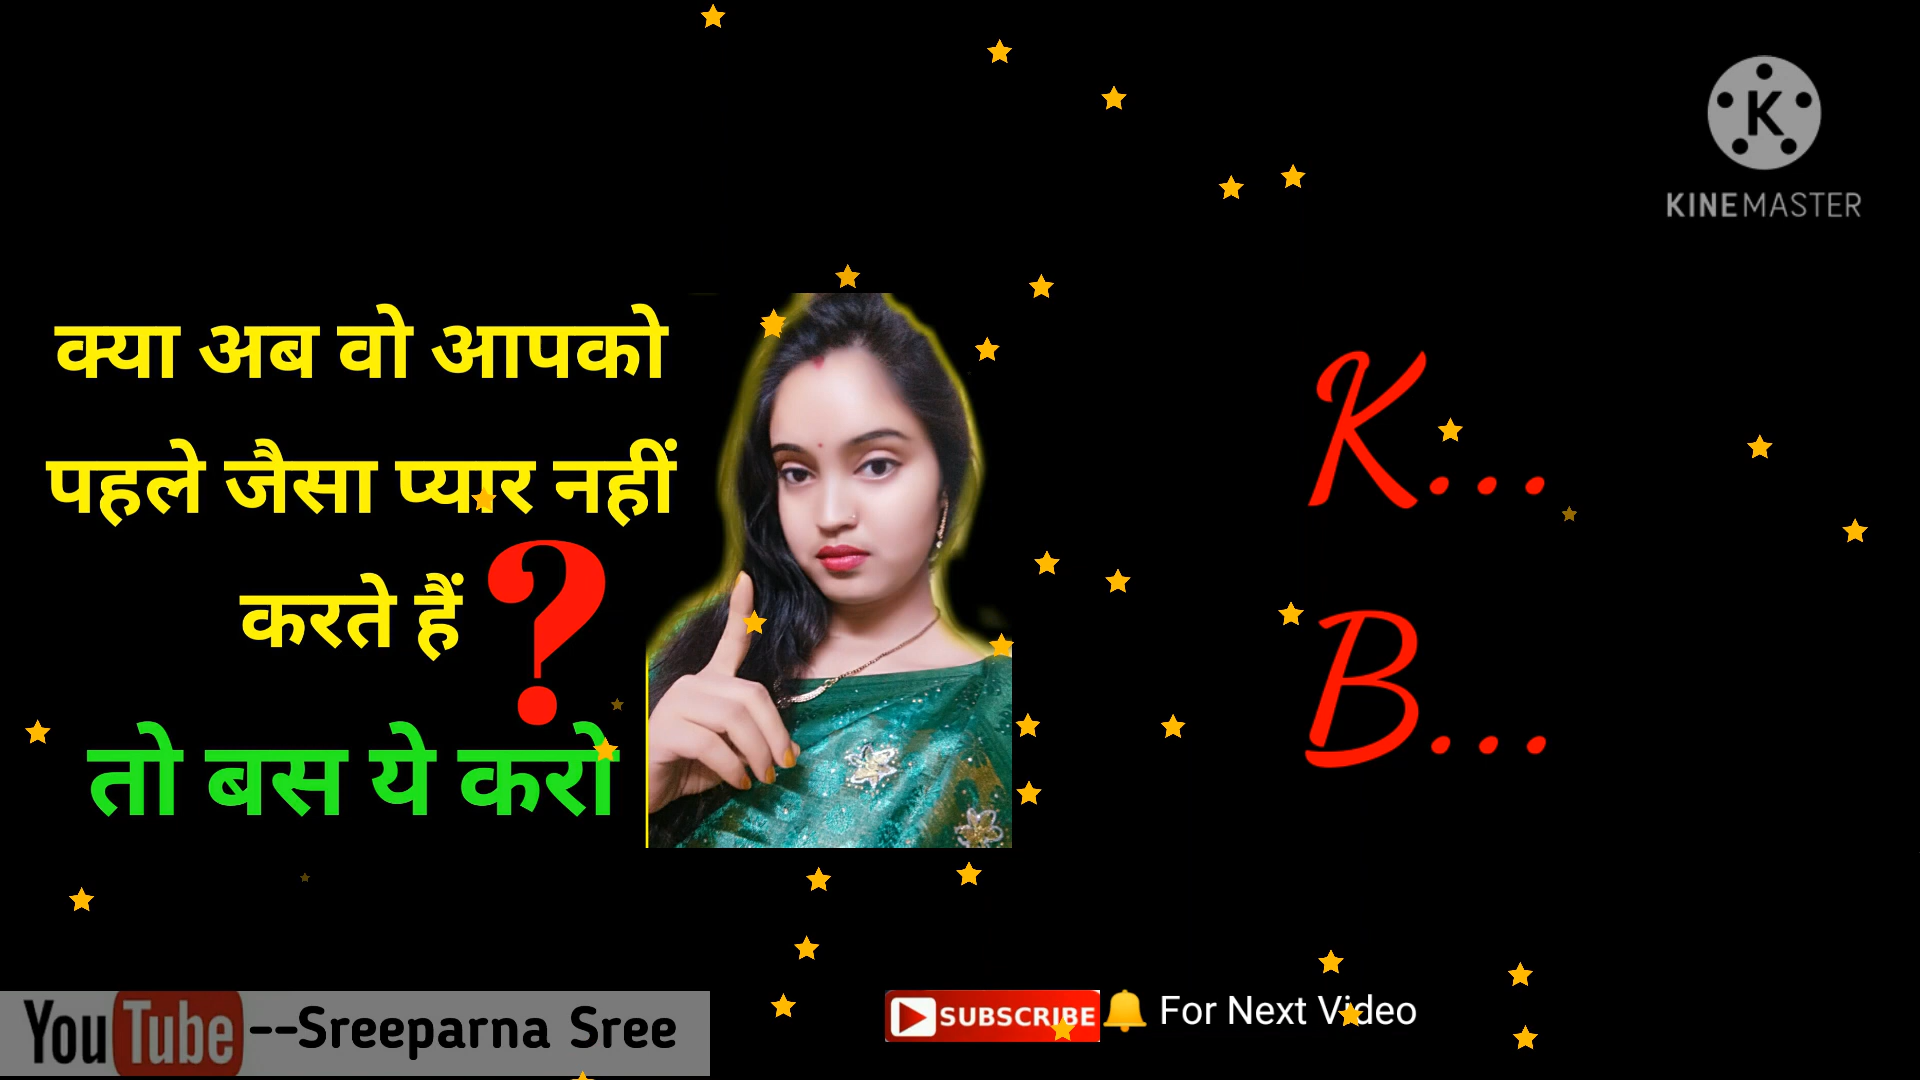 K
KINEMASTER
क्या अब वो आपको
पहले जैसा प्यार नहीं
करते हैं ?
तो बस ये करो
K...
B...
YouTube --Sreeparna Sree
SUBSCRIBE 🔔 For Next Video